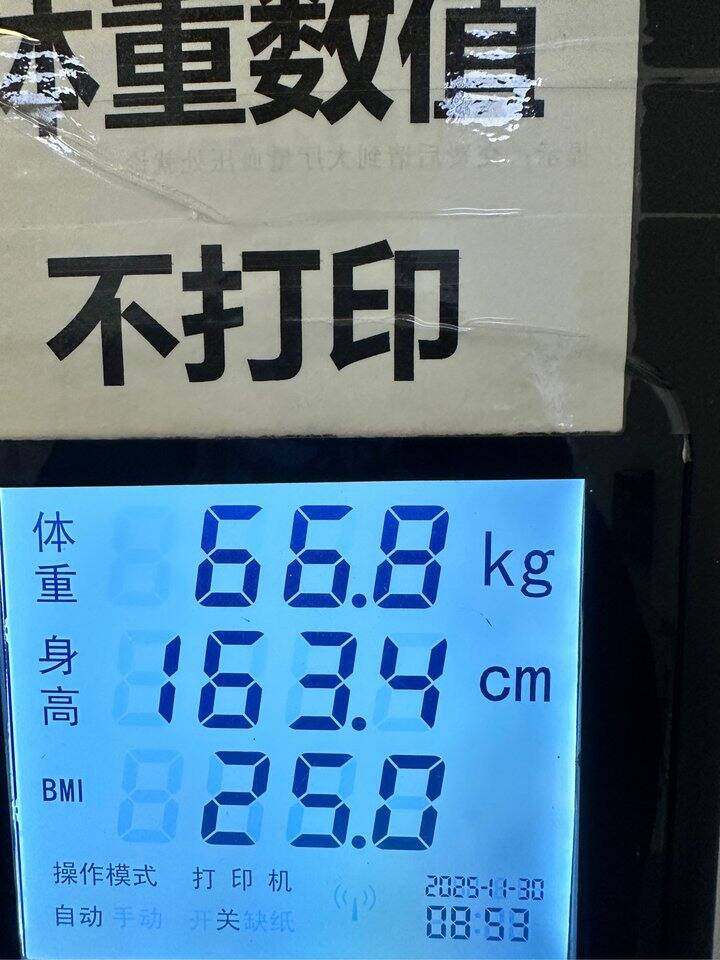 体重数值
不打印
体重 66.8 kg
身高 163.4 cm
BMI 25.0
操作模式 打印机
自动 手动 开关缺纸
2025-11-30
08:53